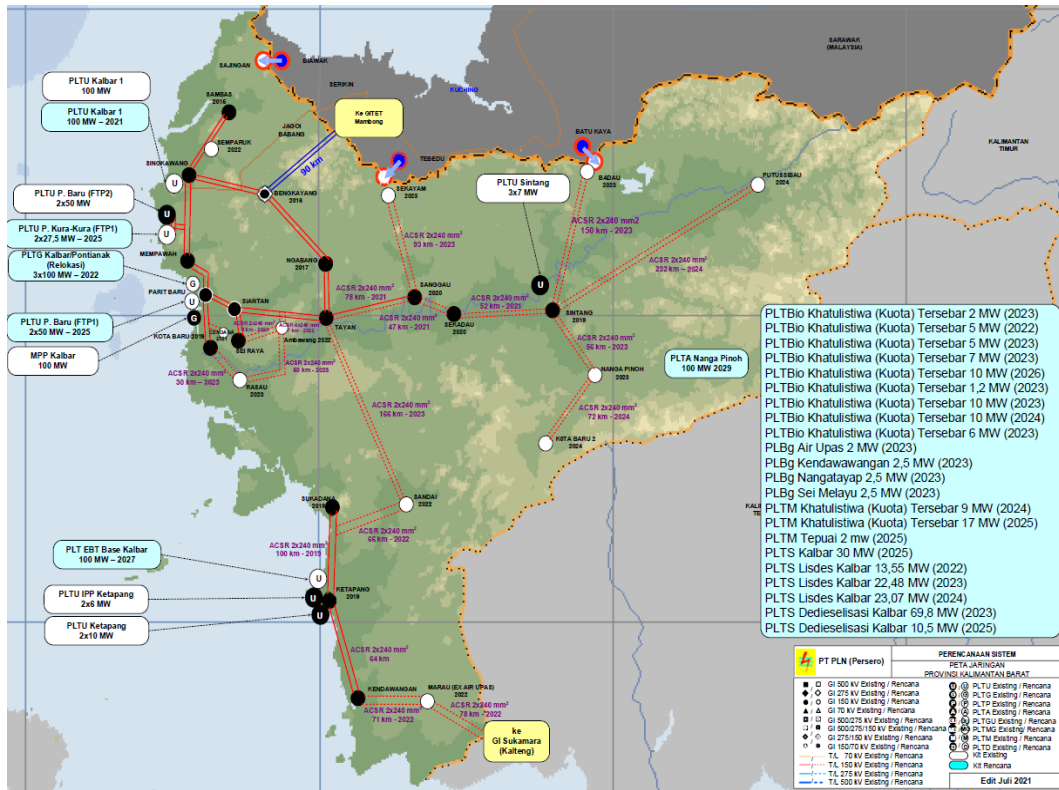 SARAWAK
(MALAYSIA)
SAJINGAN
BIAWAK
PLTU Kalbar 1
100 MW
SERIKIN
KUCHING
SAMBAS
2016
Ke GITET
Mambong
PLTU Kalbar 1
100 MW – 2021
JAGOI
BABANG
SEMPARUK
2022
BATU KAYA
KALIMANTAN
TIMUR
90 km
TEBEDU
SINGKAWANG
U
BENGKAYANG
2016
SEKAYAM
2023
PLTU Sintang
3x7 MW
BADAU
2023
PUTUSSIBAU
2024
PLTU P. Baru (FTP2)
2x50 MW
U
U
PLTU P. Kura-Kura (FTP1)
2x27,5 MW – 2025
ACSR 2x240 mm2
150 km - 2023
ACSR 2x240 mm²
93 km - 2023
PLTG Kalbar/Pontianak
(Relokasi)
3x100 MW – 2022
MEMPAWAH
NGABANG
2017
ACSR 2x240 mm²
232 km – 2024
G
U
U
PARIT BARU
G
SIANTAN
ACSR 2x240 mm²
78 km - 2021
SANGGAU
2020
ACSR 2x240 mm²
52 km - 2021
PLTU P. Baru (FTP1)
2x50 MW – 2025
KOTA BARU 2019
TAYAN
ACSR 2x240 mm²
47 km - 2021
SEKADAU
2020
SINTANG
2019
Ambawang 2022
SEI RAYA
MPP Kalbar
100 MW
ACSR 2x240 mm²
30 km – 2023
RASAU
2023
ACSR 2x240 mm²
56 km - 2023
PLTA Nanga Pinoh
100 MW 2029
NANGA PINOH
2023
ACSR 2x240 mm²
166 km - 2023
ACSR 2x240 mm²
72 km - 2024
KOTA BARU 2
2024
PLTBio Khatulistiwa (Kuota) Tersebar 2 MW (2023)
PLTBio Khatulistiwa (Kuota) Tersebar 5 MW (2022)
PLTBio Khatulistiwa (Kuota) Tersebar 5 MW (2023)
PLTBio Khatulistiwa (Kuota) Tersebar 7 MW (2023)
PLTBio Khatulistiwa (Kuota) Tersebar 10 MW (2026)
PLTBio Khatulistiwa (Kuota) Tersebar 1,2 MW (2023)
PLTBio Khatulistiwa (Kuota) Tersebar 10 MW (2023)
PLTBio Khatulistiwa (Kuota) Tersebar 10 MW (2024)
PLTBio Khatulistiwa (Kuota) Tersebar 6 MW (2023)
PLBg Air Upas 2 MW (2023)
PLBg Kendawawangan 2,5 MW (2023)
PLBg Nangatayap 2,5 MW (2023)
PLBg Sei Melayu 2,5 MW (2023)
PLTM Khatulistiwa (Kuota) Tersebar 9 MW (2024)
PLTM Khatulistiwa (Kuota) Tersebar 17 MW (2025)
PLTM Tepuai 2 mw (2025)
PLTS Kalbar 30 MW (2025)
PLTS Lisdes Kalbar 13,55 MW (2022)
PLTS Lisdes Kalbar 22,48 MW (2023)
PLTS Lisdes Kalbar 23,07 MW (2024)
PLTS Dedieselisasi Kalbar 69,8 MW (2023)
PLTS Dedieselisasi Kalbar 10,5 MW (2025)
SUKADANA
SANDAI
2022
ACSR 2x240 mm²
66 km - 2022
ACSR 2x240 mm²
100 km - 2019
PLT EBT Base Kalbar
100 MW – 2027
U
PLTU IPP Ketapang
2x6 MW
U
KETAPANG
2019
U
PLTU Ketapang
2x10 MW
ACSR 2x240 mm²
64 km
KENDAWANGAN
MARAU (EX AIR UPAS)
2022
ACSR 2x240 mm²
71 km - 2022
ACSR 2x240 mm²
78 km - 2022
ke
GI Sukamara
(Kalteng)
PT PLN (Persero)
PERENCANAAN SISTEM
PETA JARINGAN
PROVINSI KALIMANTAN BARAT
GI 500 kV Existing / Rencana
GI 275 kV Existing / Rencana
GI 150 kV Existing / Rencana
GI 70 kV Existing / Rencana
GI 500/275 kV Existing / Rencana
GI 500/275/150 kV Existing / Rencana
GI 275/150 kV Existing / Rencana
GI 150/70 kV Existing / Rencana
T/L 70 kV Existing / Rencana
T/L 150 kV Existing / Rencana
T/L 275 kV Existing / Rencana
T/L 500 kV Existing / Rencana
PLTU Existing / Rencana
PLTG Existing / Rencana
PLTP Existing / Rencana
PLTA Existing / Rencana
PLTGU Existing / Rencana
PLTMG Existing / Rencana
PLTM Existing / Rencana
PLTD Existing / Rencana
Kit Existing
Kit Rencana
Edit Juli 2021